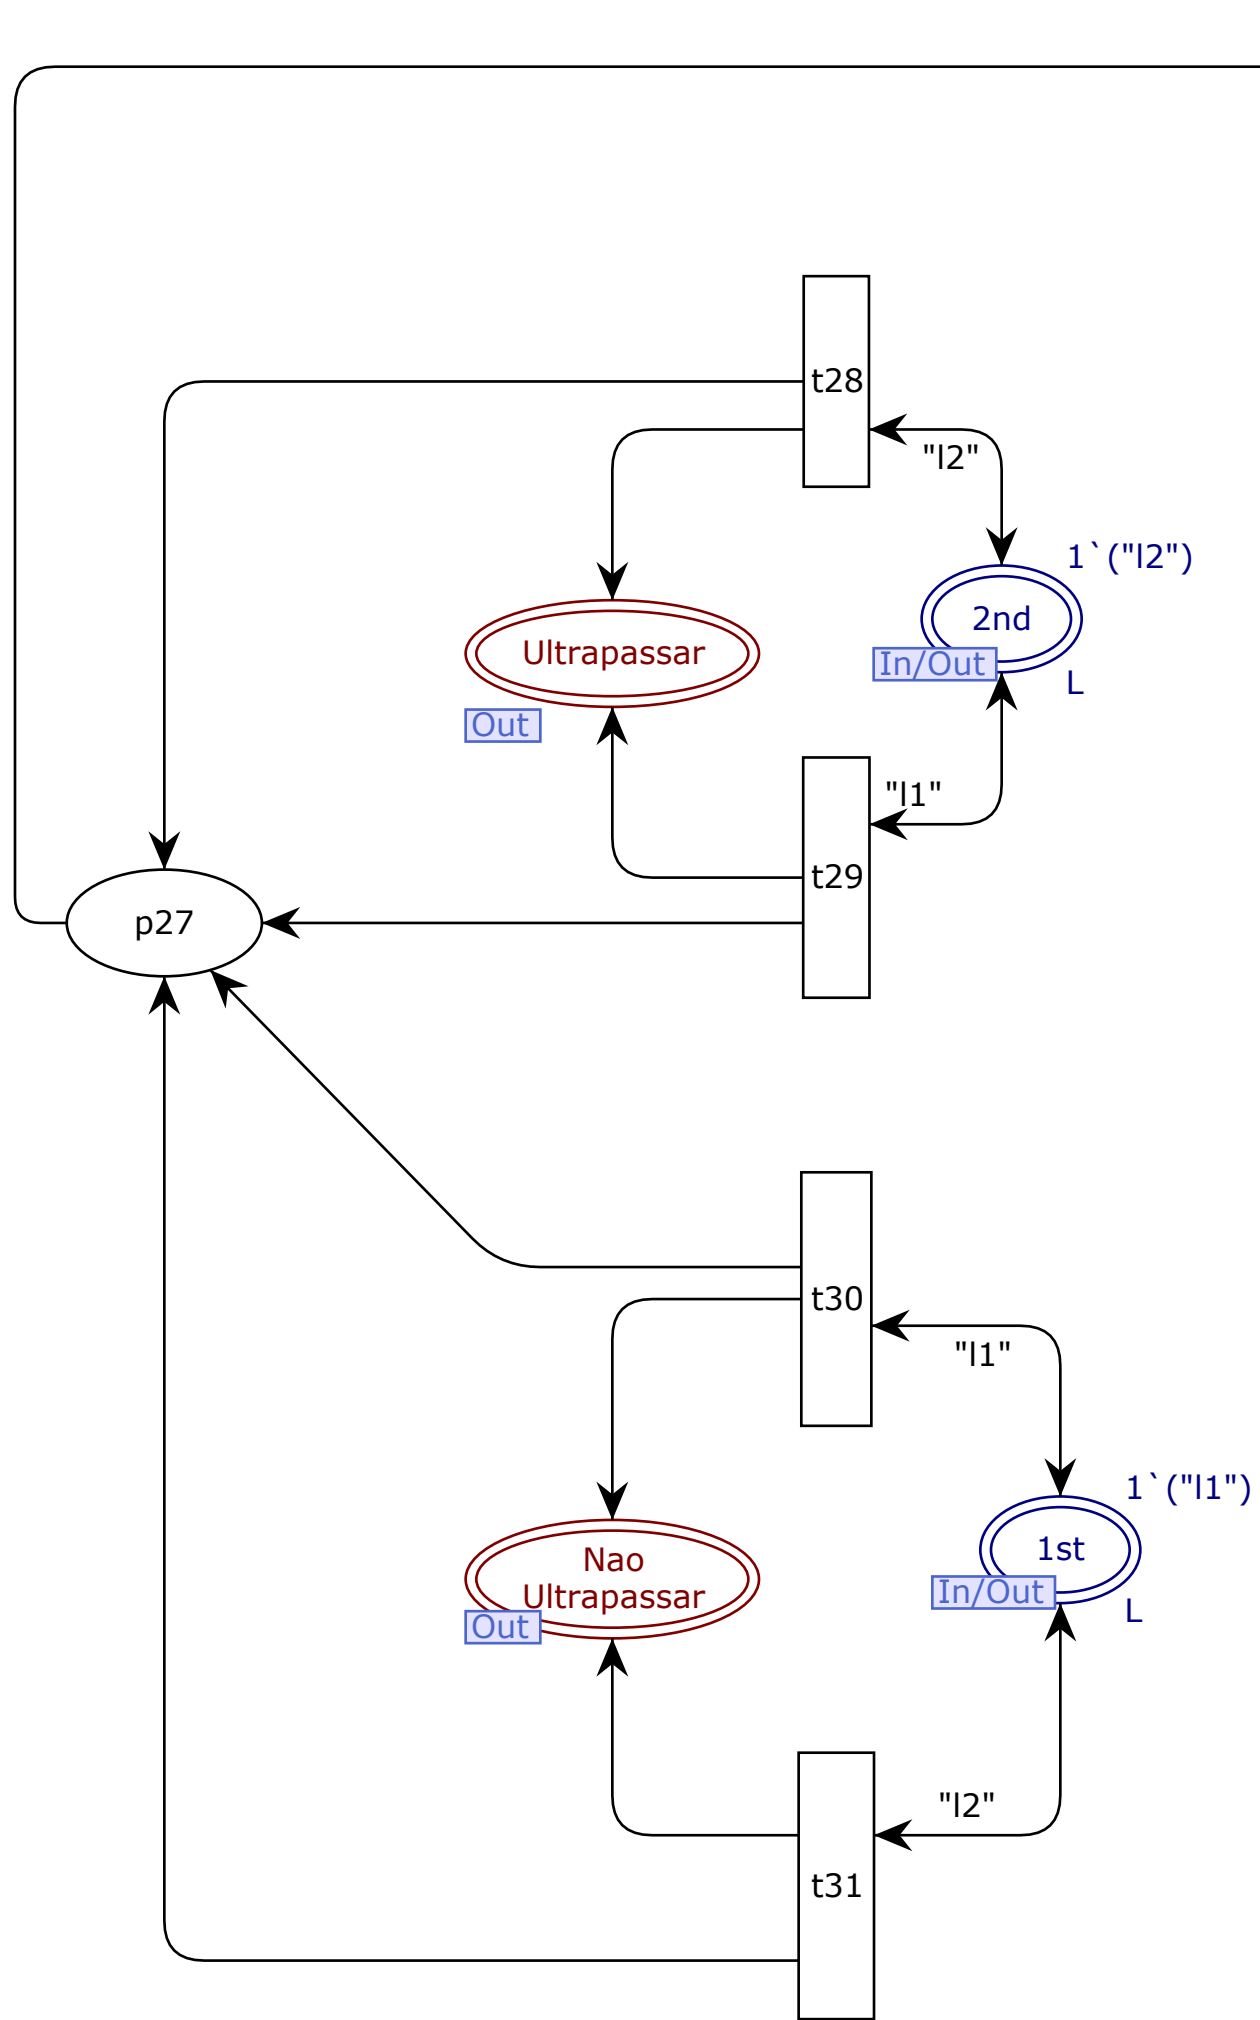 t28
"l2"
1`("l2")
2nd
Ultrapassar
In/Out
L
Out
"l1"
t29
p27
t30
"l1"
1`("l1")
1st
Nao
Ultrapassar
In/Out
L
Out
"l2"
t31